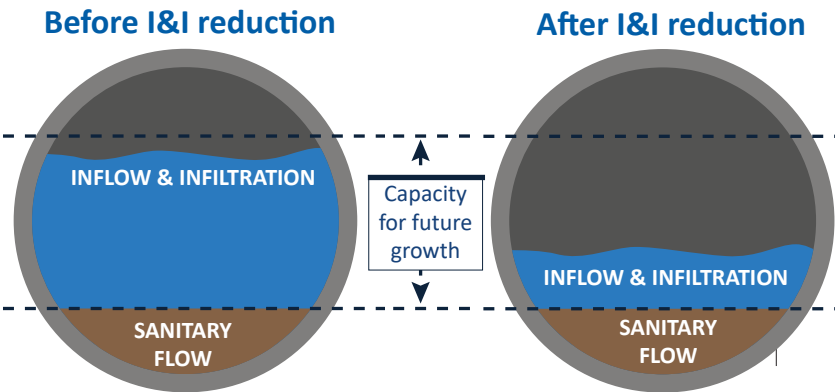 Before I&I reduction
After I&I reduction
INFLOW & INFILTRATION
Capacity
for future
growth
INFLOW & INFILTRATION
SANITARY
FLOW
SANITARY
FLOW